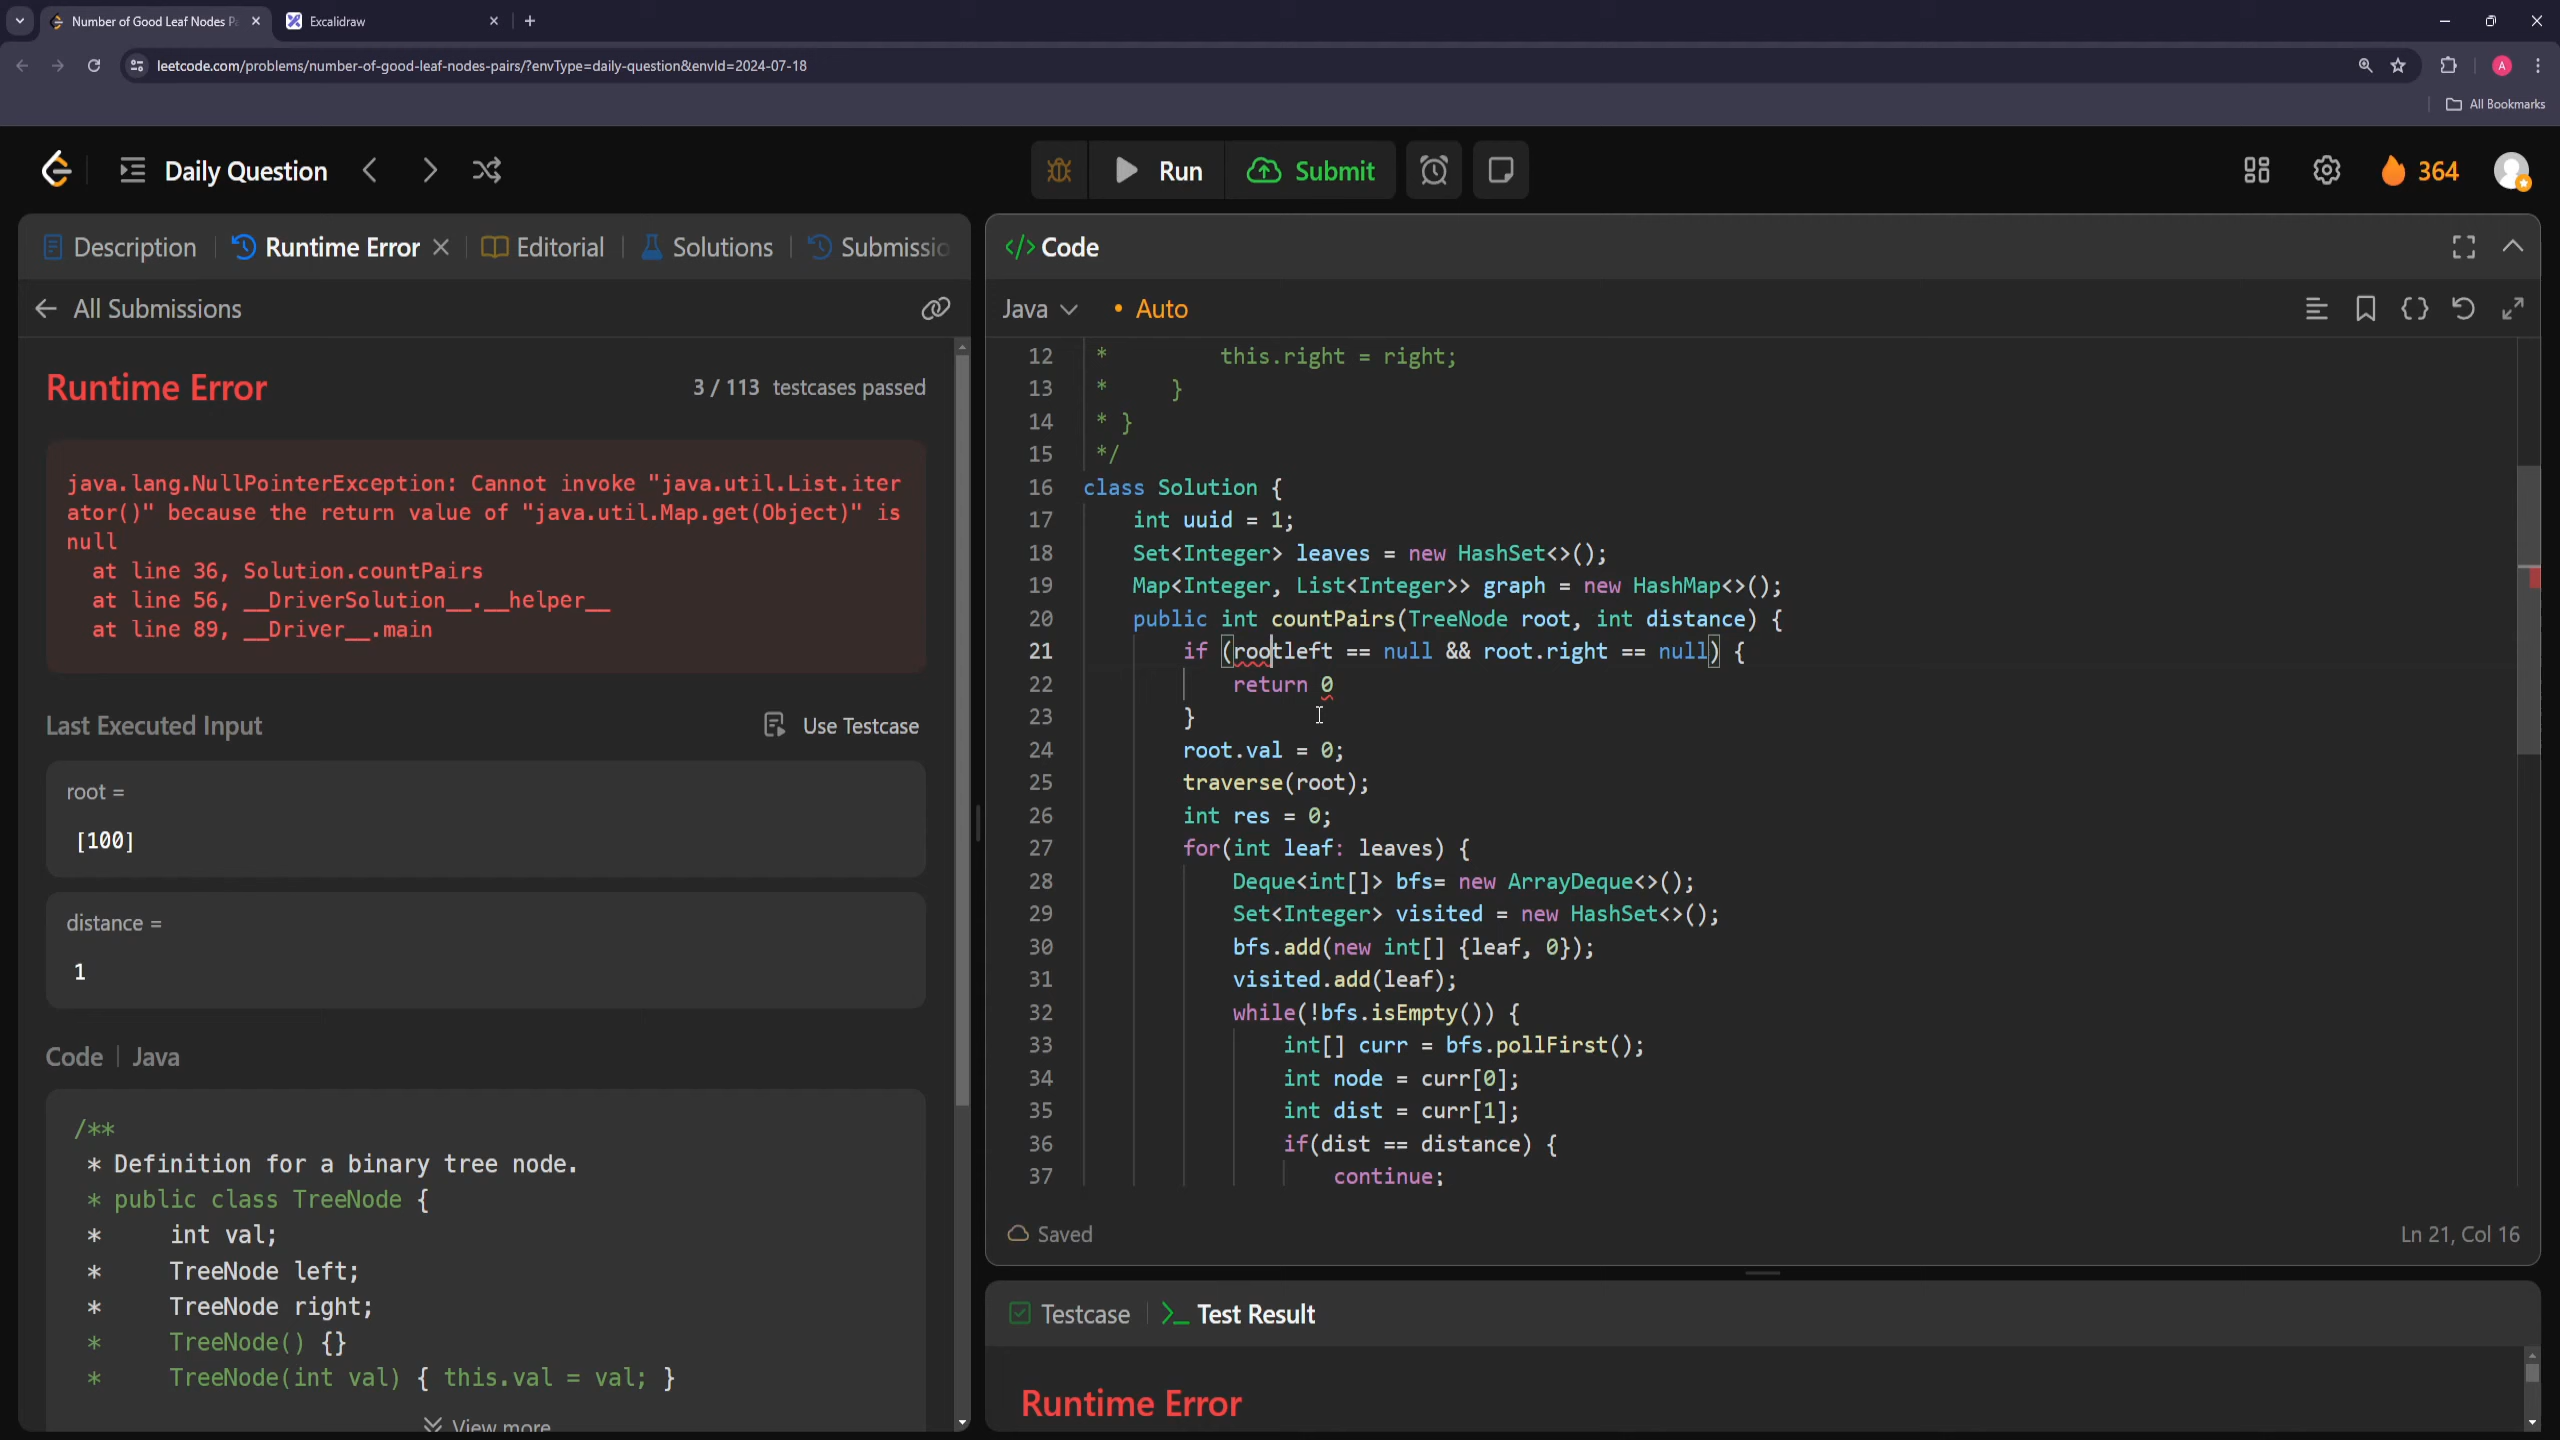 Number of Good Leaf Nodes P
Excalidraw
leetcode.com/problems/number-of-good-leaf-nodes-pairs/?envType=daily-question&envId=2024-07-18
A
All Bookmarks
Daily Question
Run
Submit
364
Description
Runtime Error
Editorial
Solutions
Submissio
</> Code
All Submissions
Java
Auto
Runtime Error
3 / 113 testcases passed
java.lang.NullPointerException: Cannot invoke "java.util.List.iter
ator()" because the return value of "java.util.Map.get(Object)" is
null
at line 36, Solution.countPairs
at line 56, __DriverSolution__.__helper__
at line 89, __Driver__.main
Last Executed Input
Use Testcase
root =
[100]
distance =
1
Code | Java
/**
* Definition for a binary tree node.
* public class TreeNode {
* int val;
* TreeNode left;
* TreeNode right;
* TreeNode() {}
* TreeNode(int val) { this.val = val; }
View more
12 * this.right = right;
13 * }
14 * }
15 */
16 class Solution {
17 int uuid = 1;
18 Set<Integer> leaves = new HashSet<>();
19 Map<Integer, List<Integer>> graph = new HashMap<>();
20 public int countPairs(TreeNode root, int distance) {
21 if (rootleft == null && root.right == null) {
22 return 0
23 }
24 root.val = 0;
25 traverse(root);
26 int res = 0;
27 for(int leaf: leaves) {
28 Deque<int[]> bfs= new ArrayDeque<>();
29 Set<Integer> visited = new HashSet<>();
30 bfs.add(new int[] {leaf, 0});
31 visited.add(leaf);
32 while(!bfs.isEmpty()) {
33 int[] curr = bfs.pollFirst();
34 int node = curr[0];
35 int dist = curr[1];
36 if(dist == distance) {
37 continue;
Saved
Ln 21, Col 16
Testcase
Test Result
Runtime Error